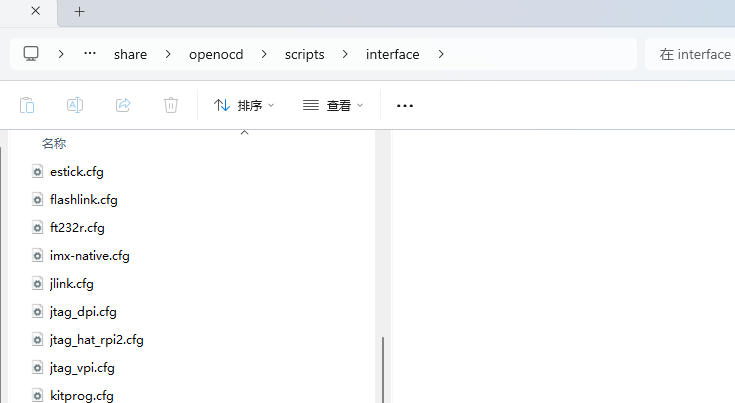 ··· share openocd scripts interface 在 interface
排序 查看 ···
名称
estick.cfg
flashlink.cfg
ft232r.cfg
imx-native.cfg
jlink.cfg
jtag_dpi.cfg
jtag_hat_rpi2.cfg
jtag_vpi.cfg
kitprog.cfg